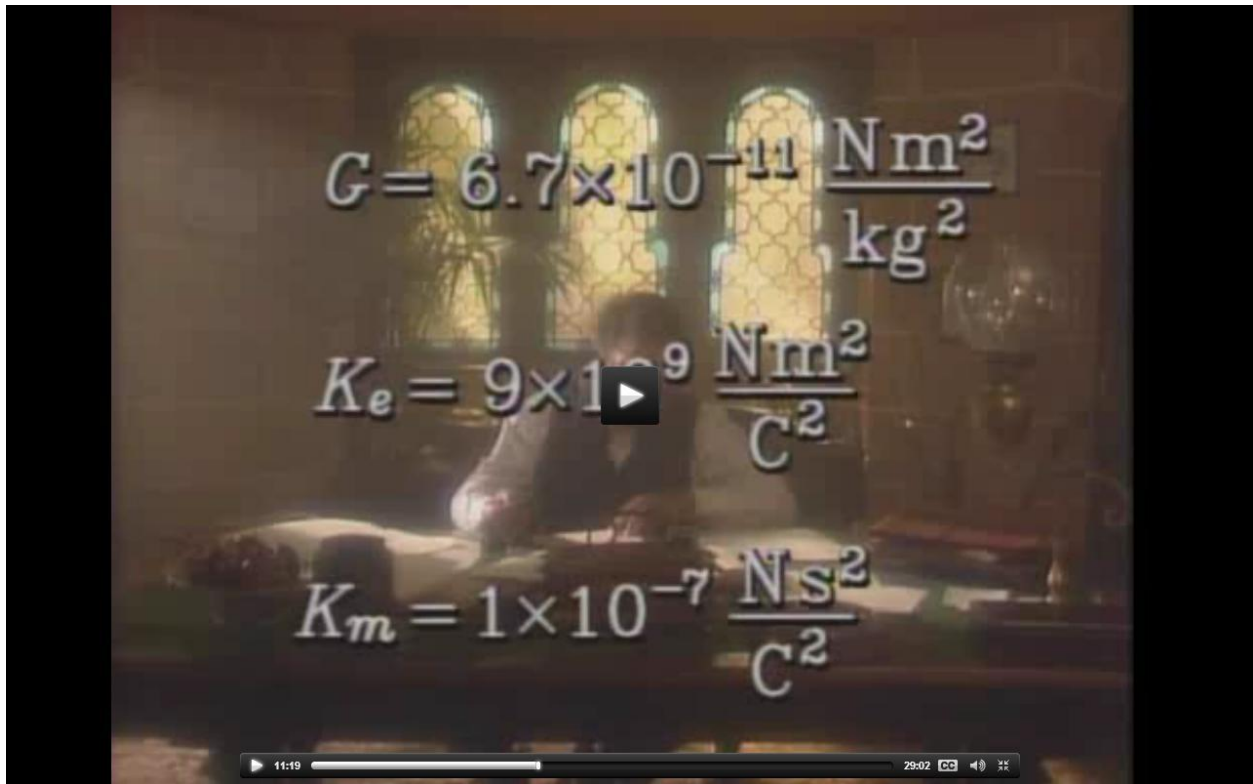 G = 6.7×10⁻¹¹ Nm²/kg²
Kₑ = 9×1 ⁹ Nm²/C²
Kₘ = 1×10⁻⁷ Ns²/C²
11:19 29:02 CC